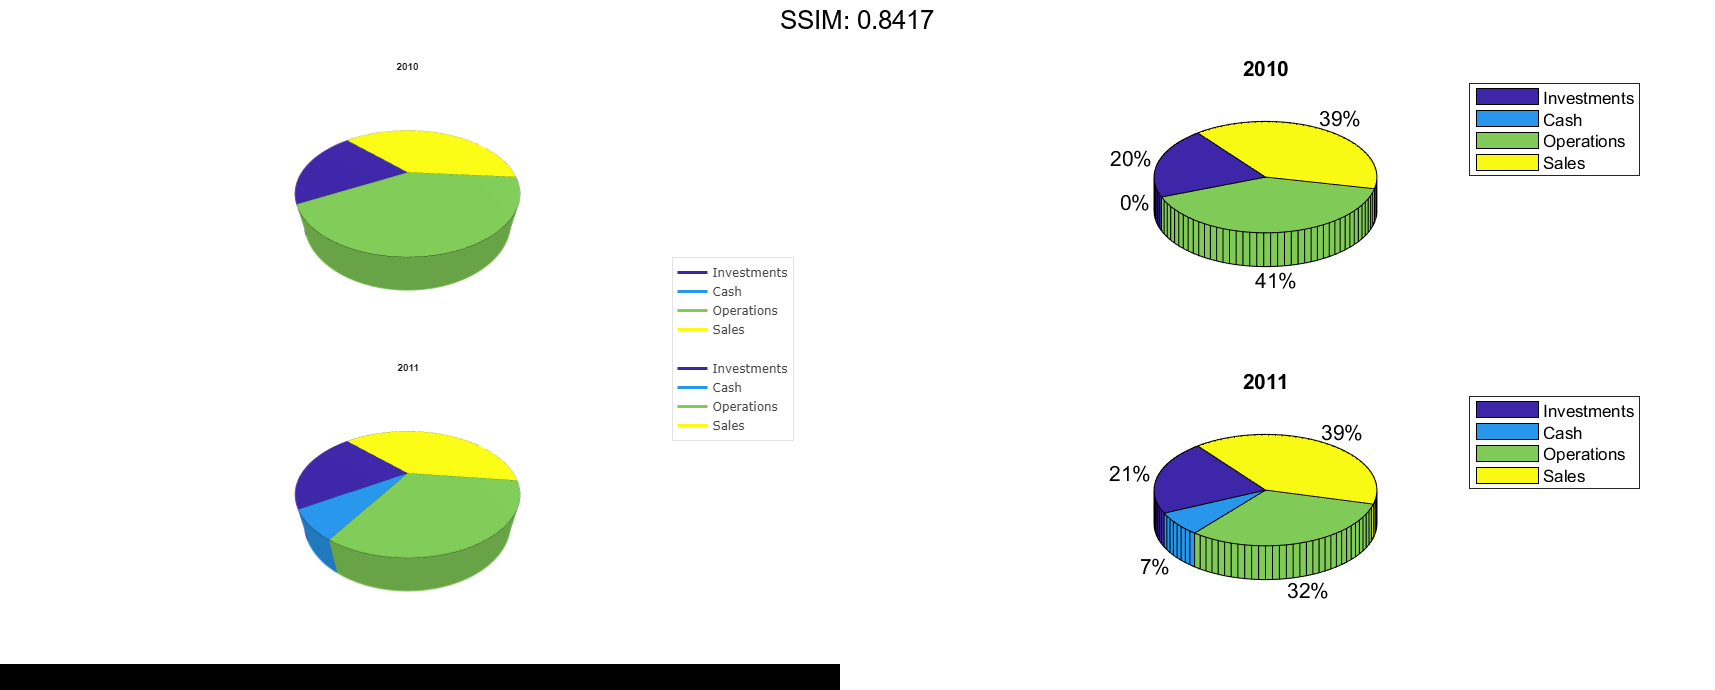 SSIM: 0.8417
2010
Investments
Cash
Operations
Sales
Investments
Cash
Operations
Sales
2011
2010
39%
20%
0%
41%
Investments
Cash
Operations
Sales
2011
39%
21%
7%
32%
Investments
Cash
Operations
Sales